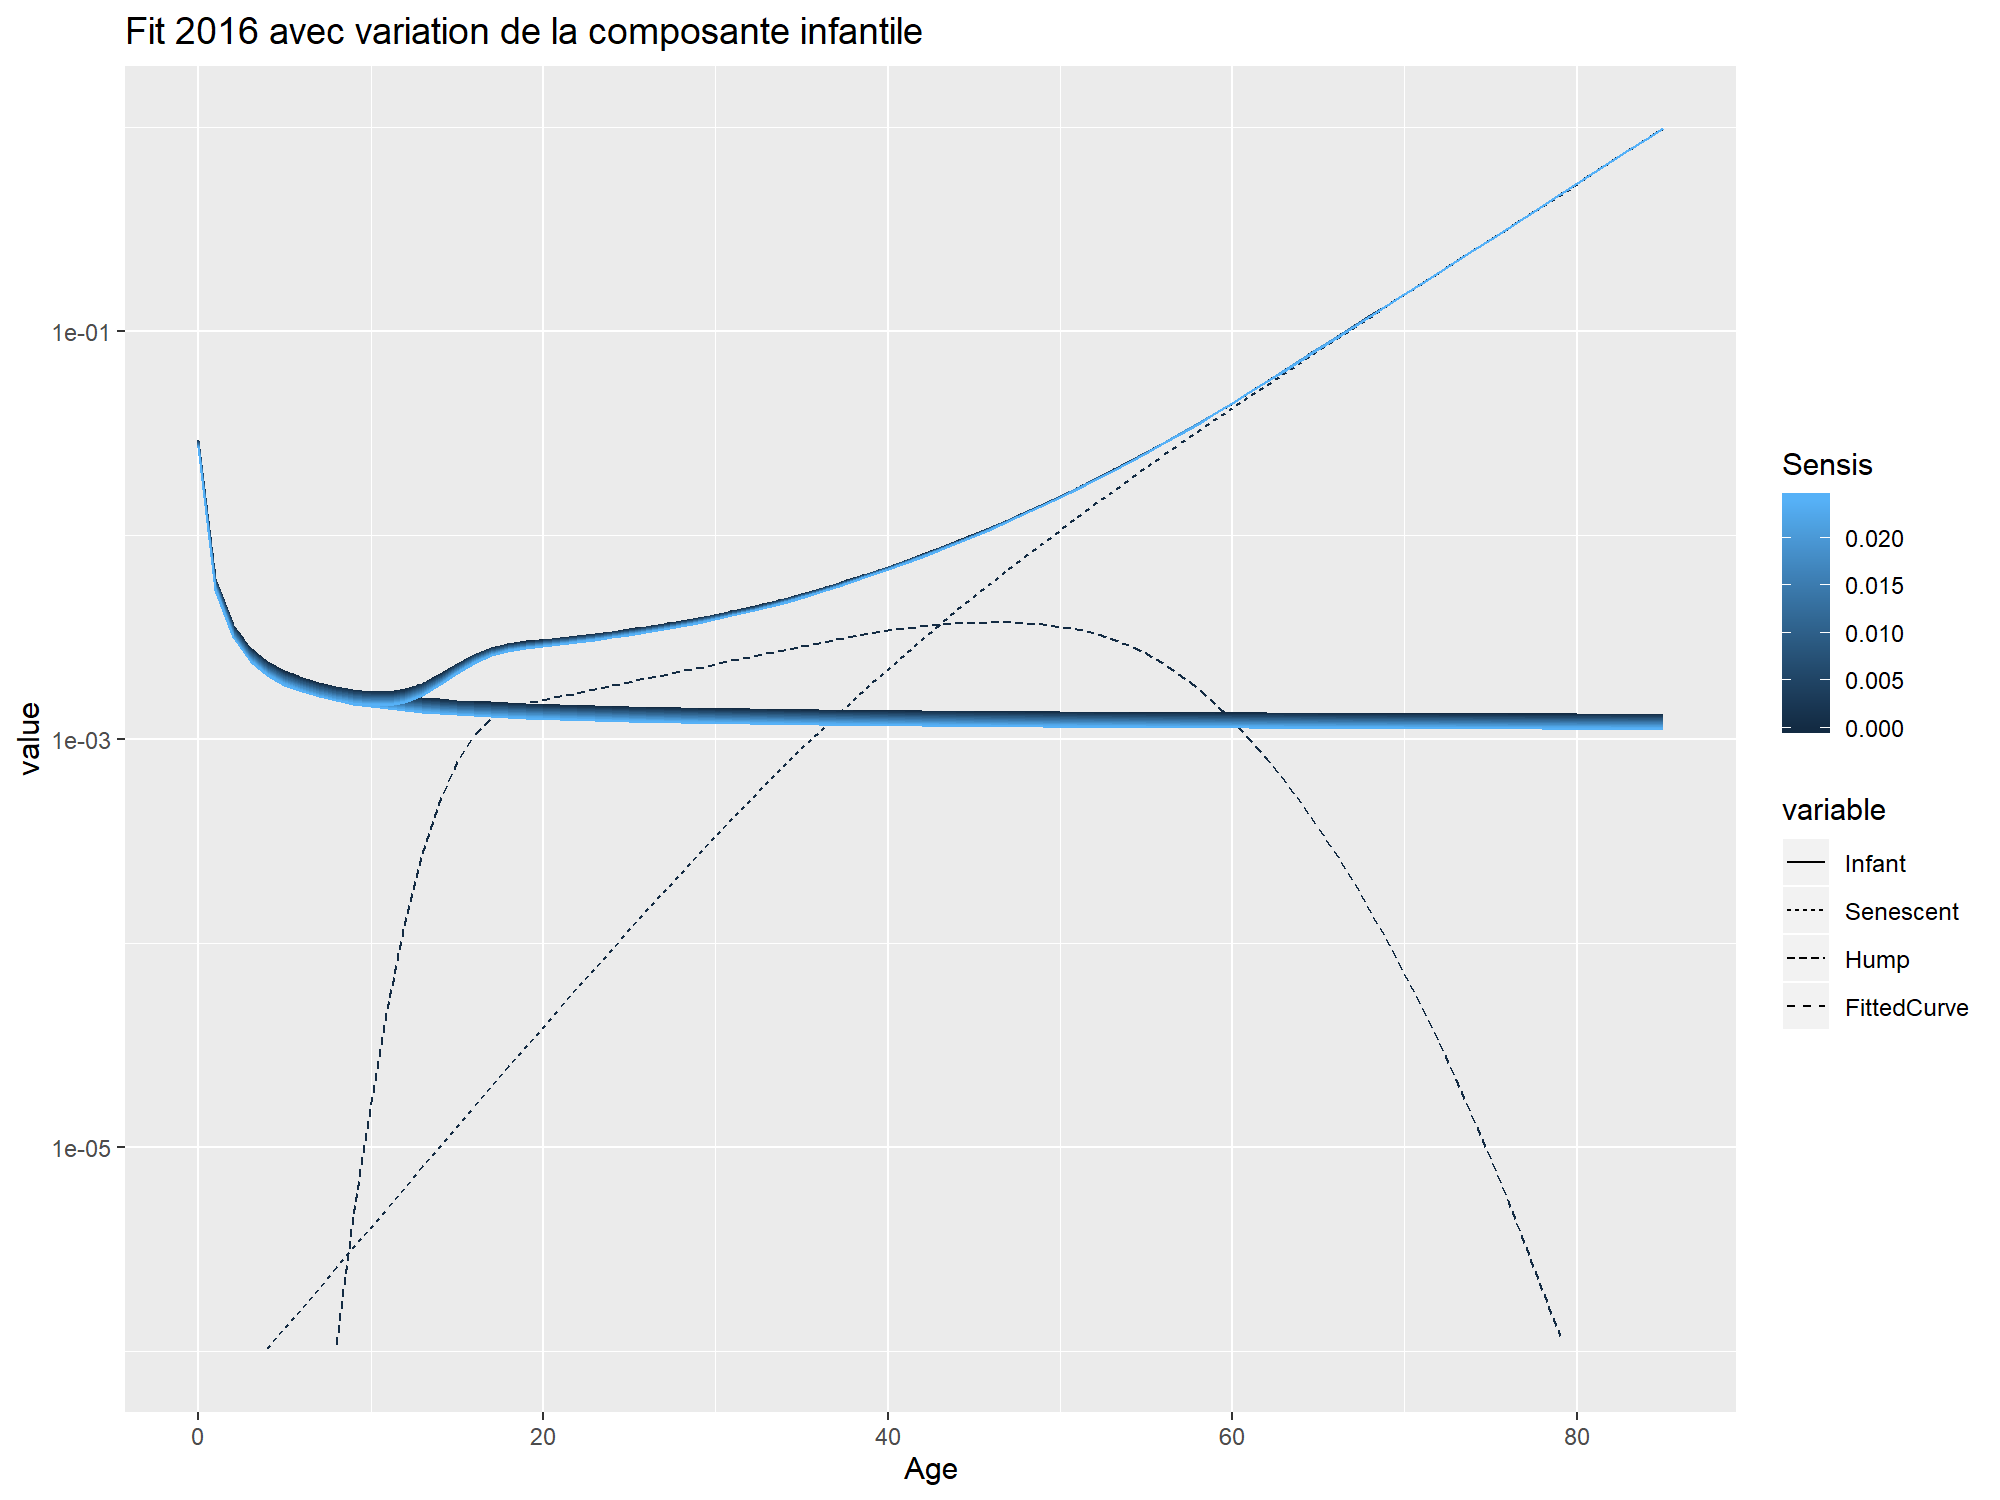 Fit 2016 avec variation de la composante infantile
value
1e-01
1e-03
1e-05
0
20
40
60
80
Age
Sensis
0.020
0.015
0.010
0.005
0.000
variable
Infant
Senescent
Hump
FittedCurve